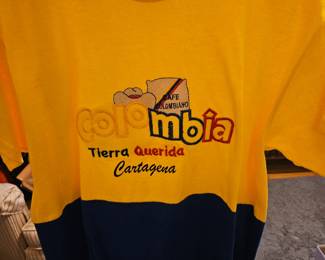 CAFE
COLOMBIANO
colombia
Tierra Querida
Cartagena